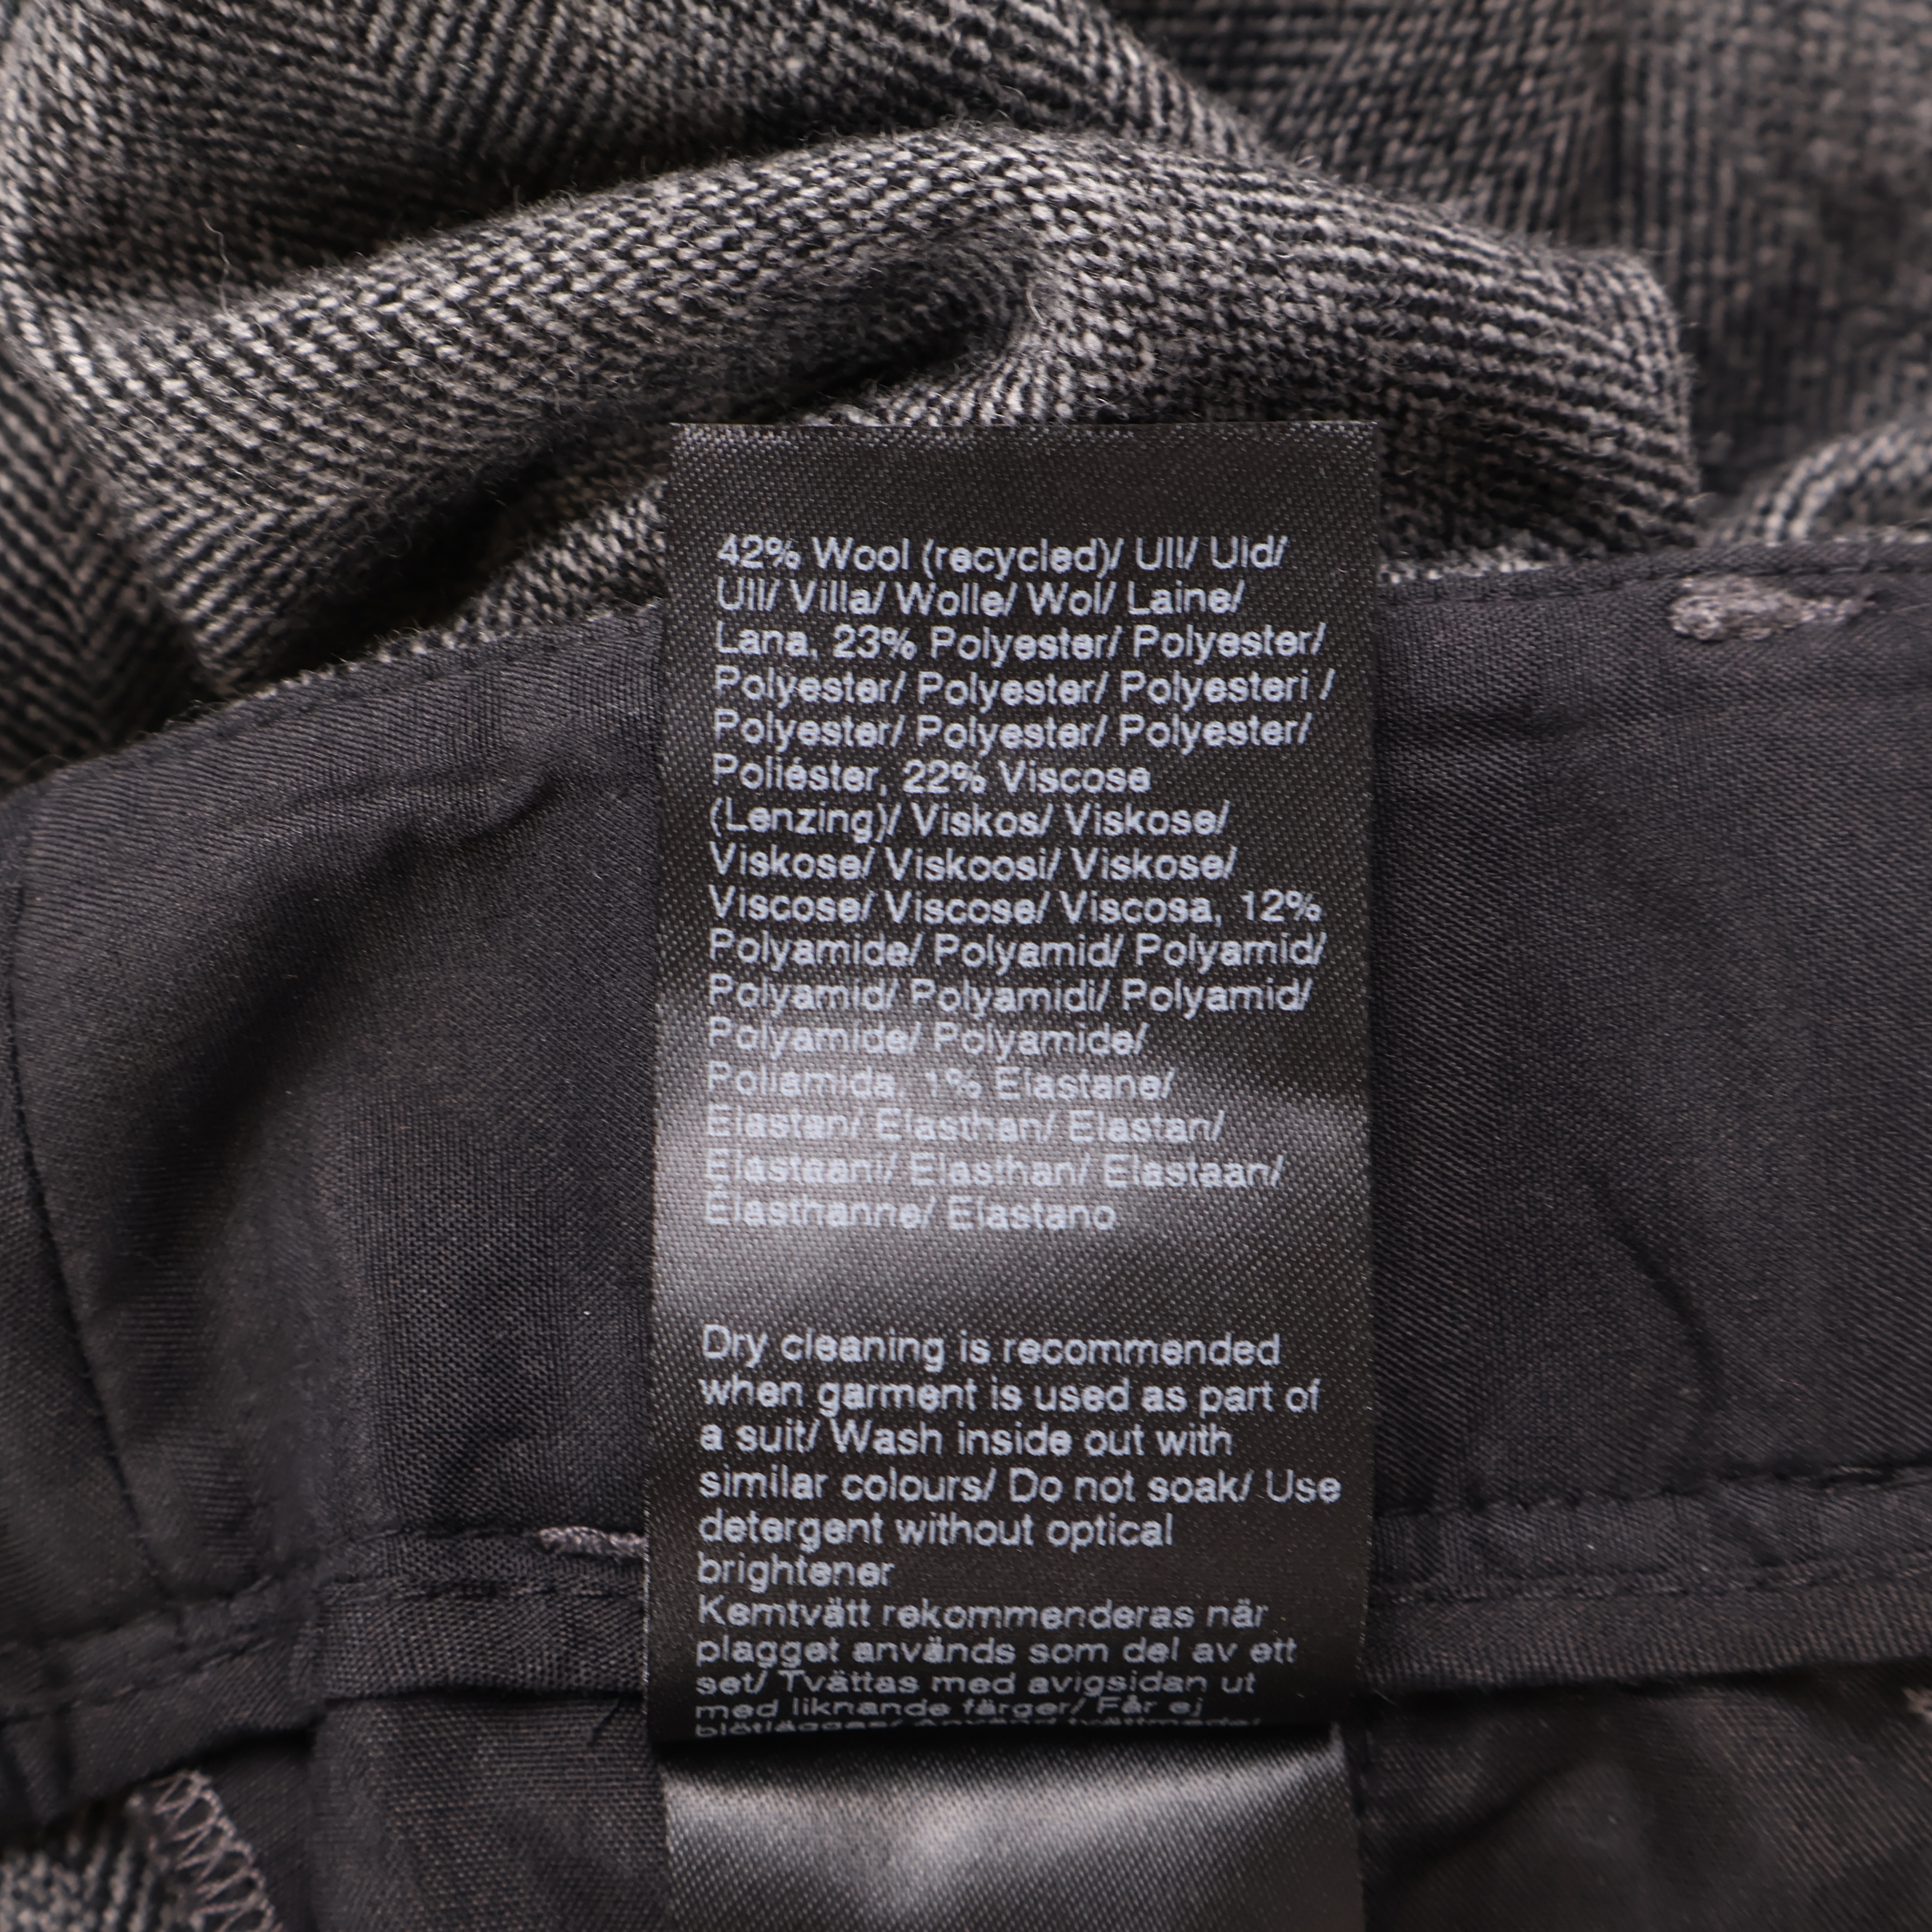 42% Wool (recycled)/ Ull/ Uld/
Ull/ Villa/ Wolle/ Wol/ Laine/
Lana, 23% Polyester/ Polyester/
Polyester/ Polyester/ Polyesteri /
Polyester/ Polyester/ Polyester/
Poliéster, 22% Viscose
(Lenzing)/ Viskos/ Viskose/
Viskose/ Viskoosi/ Viskose/
Viscose/ Viscose/ Viscosa, 12%
Polyamide/ Polyamid/ Polyamid/
Polyamid/ Polyamidi/ Polyamid/
Polyamide/ Polyamide/
Poliamida, 1% Elastane/
Elastan/ Elasthan/ Elastan/
Elastaani/ Elasthan/ Elastaan/
Elasthanne/ Elastano
Dry cleaning is recommended
when garment is used as part of
a suit/ Wash inside out with
similar colours/ Do not soak/ Use
detergent without optical
brightener
Kemtvätt rekommenderas när
plagget används som del av ett
set/ Tvättas med avigsidan ut
med liknande färger/ Får ej
blötläggas/ Använd tvättmedel